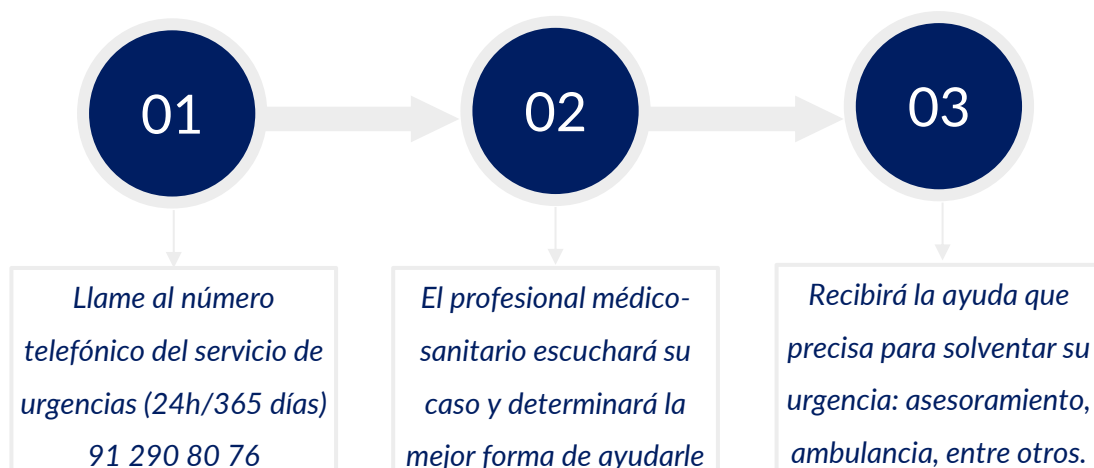 01
02
03
Llame al número
telefónico del servicio de
urgencias (24h/365 días)
91 290 80 76
El profesional médico-
sanitario escuchará su
caso y determinará la
mejor forma de ayudarle
Recibirá la ayuda que
precisa para solventar su
urgencia: asesoramiento,
ambulancia, entre otros.